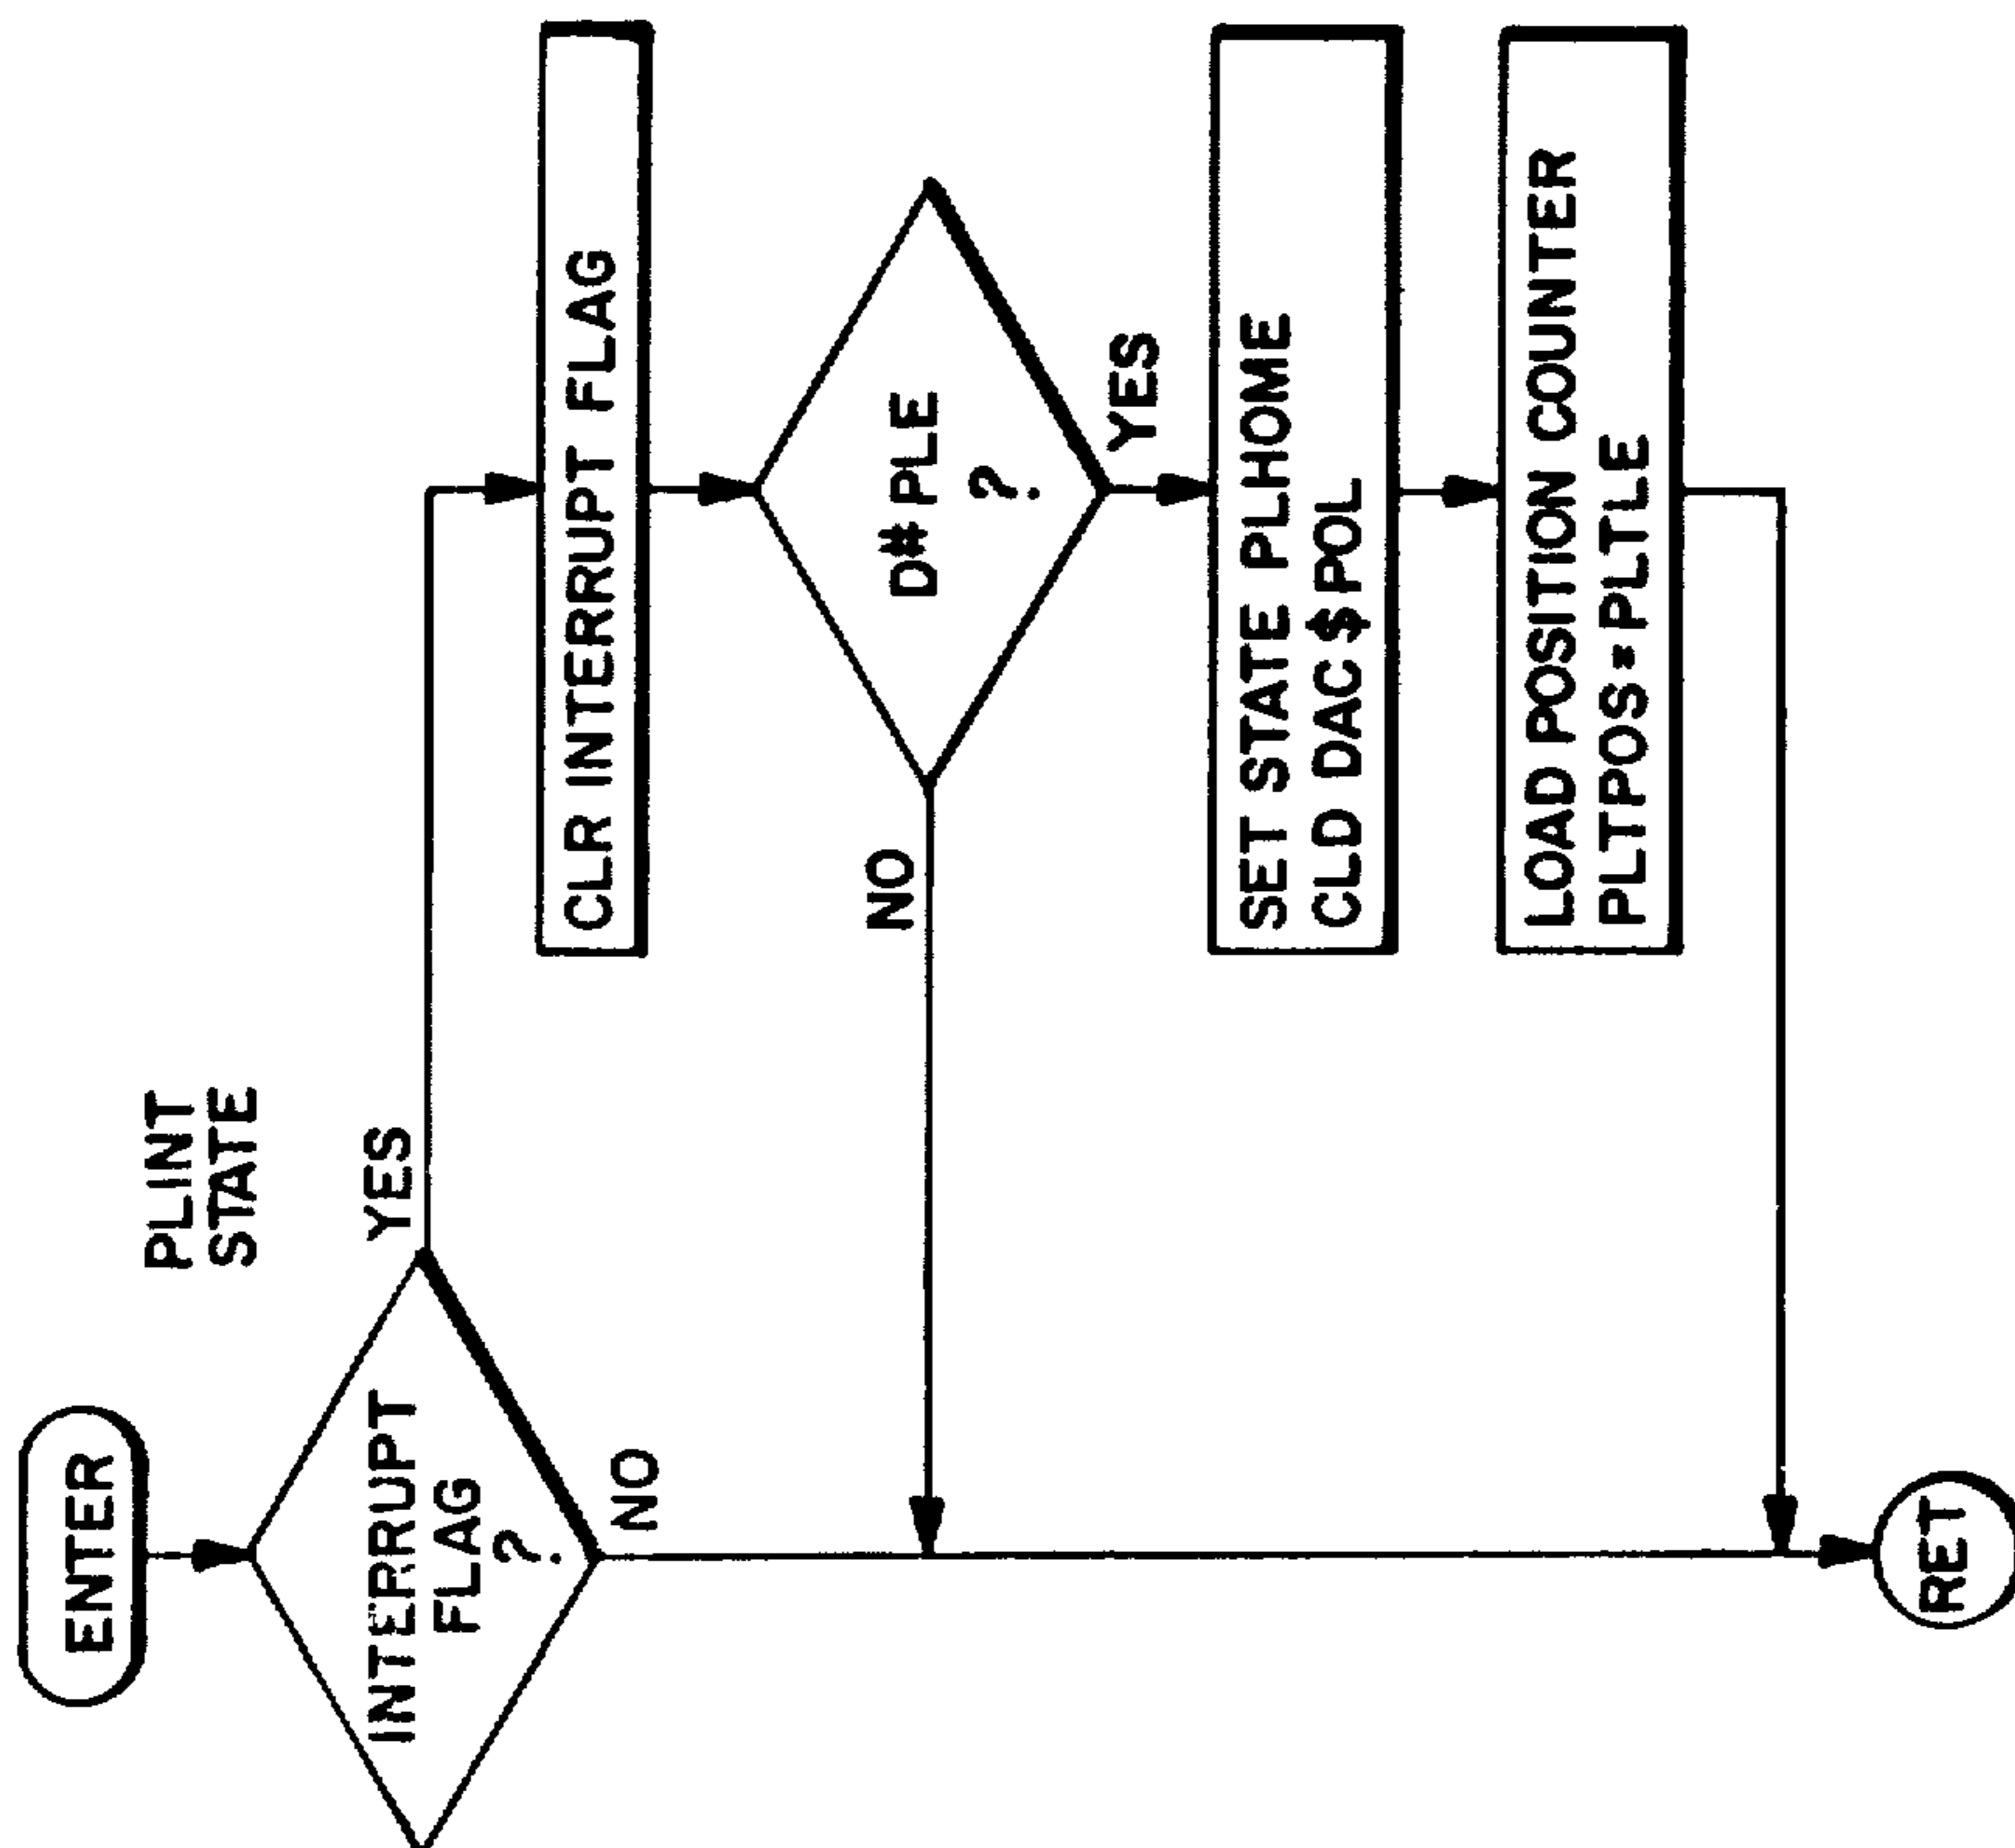 ENTER
PLINT
STATE
INTERRUPT
FLAG
?
YES
NO
CLR INTERRUPT FLAG
D# PLE
?
NO
YES
SET STATE PLHOME
CLD DAC $ POL
LOAD POSITION COUNTER
PLTPOS=PLTLE
RET